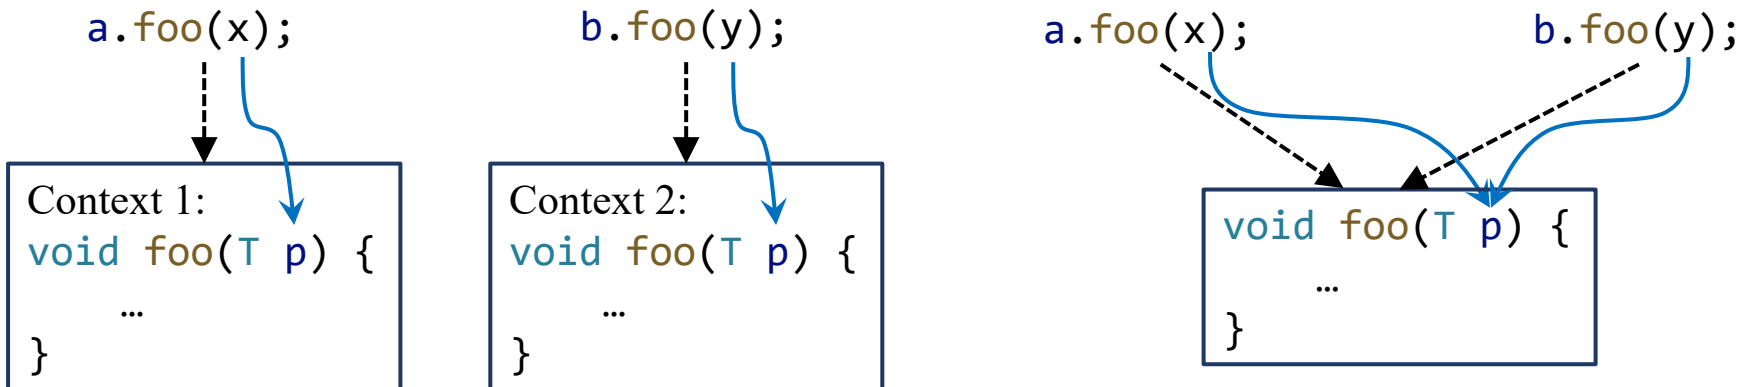 a.foo(x);
Context 1:
void foo(T p) {
…
}
b.foo(y);
Context 2:
void foo(T p) {
…
}
a.foo(x);
b.foo(y);
void foo(T p) {
…
}